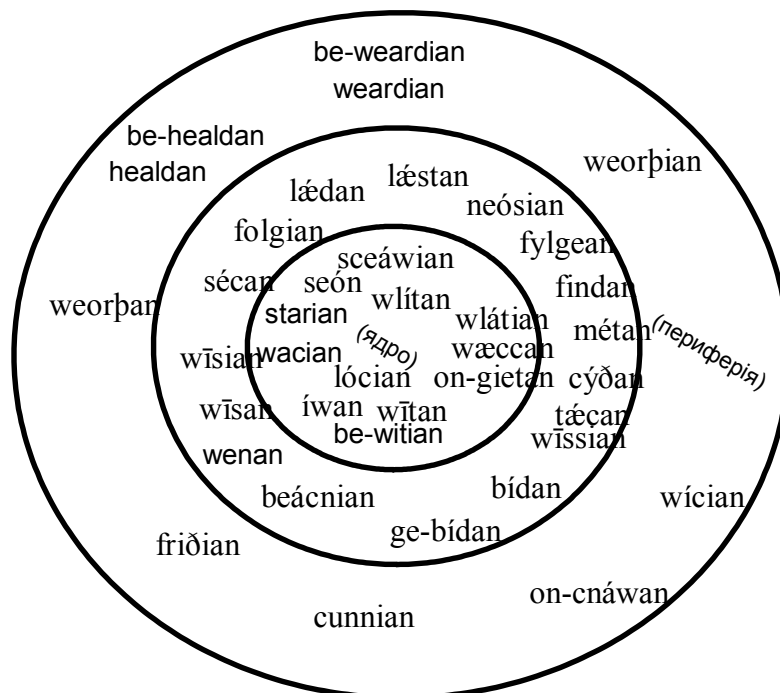 be-weardian
weardian
be-healdan
healdan
weorþian
lǽdan
lǽstan
neósian
folgian
fylgean
sceáwian
sécan
seón
findan
wlítan
weorþan
starian
wlátian
métan
(периферія)
wīsian
wacian
(ядро)
wæccan
lócian
on-gietan
cýðan
wīsan
íwan
wītan
tǽcan
be-witian
wīssian
wenan
beácnian
bídan
wícian
ge-bídan
friðian
on-cnáwan
cunnian